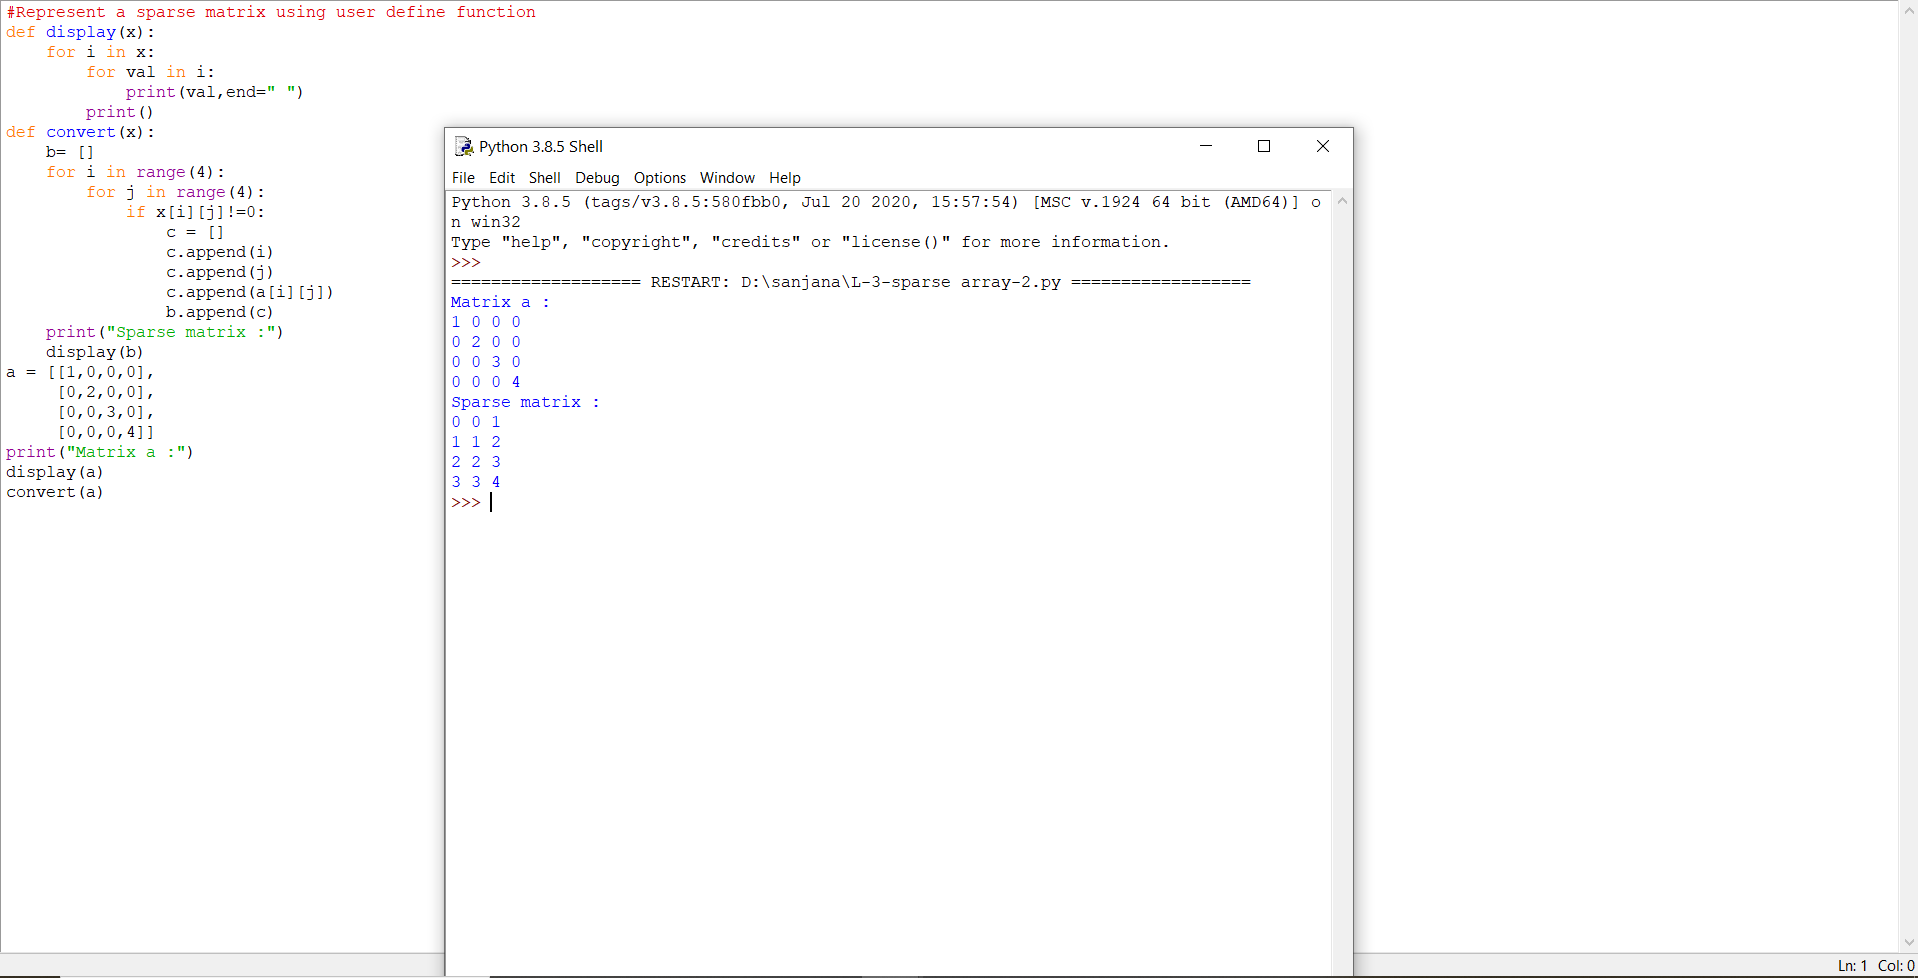 #Represent a sparse matrix using user define function
def display(x):
    for i in x:
        for val in i:
            print(val,end=" ")
        print()
def convert(x):
    b= []
    for i in range(4):
        for j in range(4):
            if x[i][j]!=0:
                c = []
                c.append(i)
                c.append(j)
                c.append(a[i][j])
                b.append(c)
    print("Sparse matrix :")
    display(b)
a = [[1,0,0,0],
     [0,2,0,0],
     [0,0,3,0],
     [0,0,0,4]]
print("Matrix a :")
display(a)
convert(a)
Python 3.8.5 Shell
File Edit Shell Debug Options Window Help
Python 3.8.5 (tags/v3.8.5:580fbb0, Jul 20 2020, 15:57:54) [MSC v.1924 64 bit (AMD64)] o
n win32
Type "help", "copyright", "credits" or "license()" for more information.
>>>
=================== RESTART: D:\sanjana\L-3-sparse array-2.py ==================
Matrix a :
1 0 0 0
0 2 0 0
0 0 3 0
0 0 0 4
Sparse matrix :
0 0 1
1 1 2
2 2 3
3 3 4
>>>
Ln: 1 Col: 0